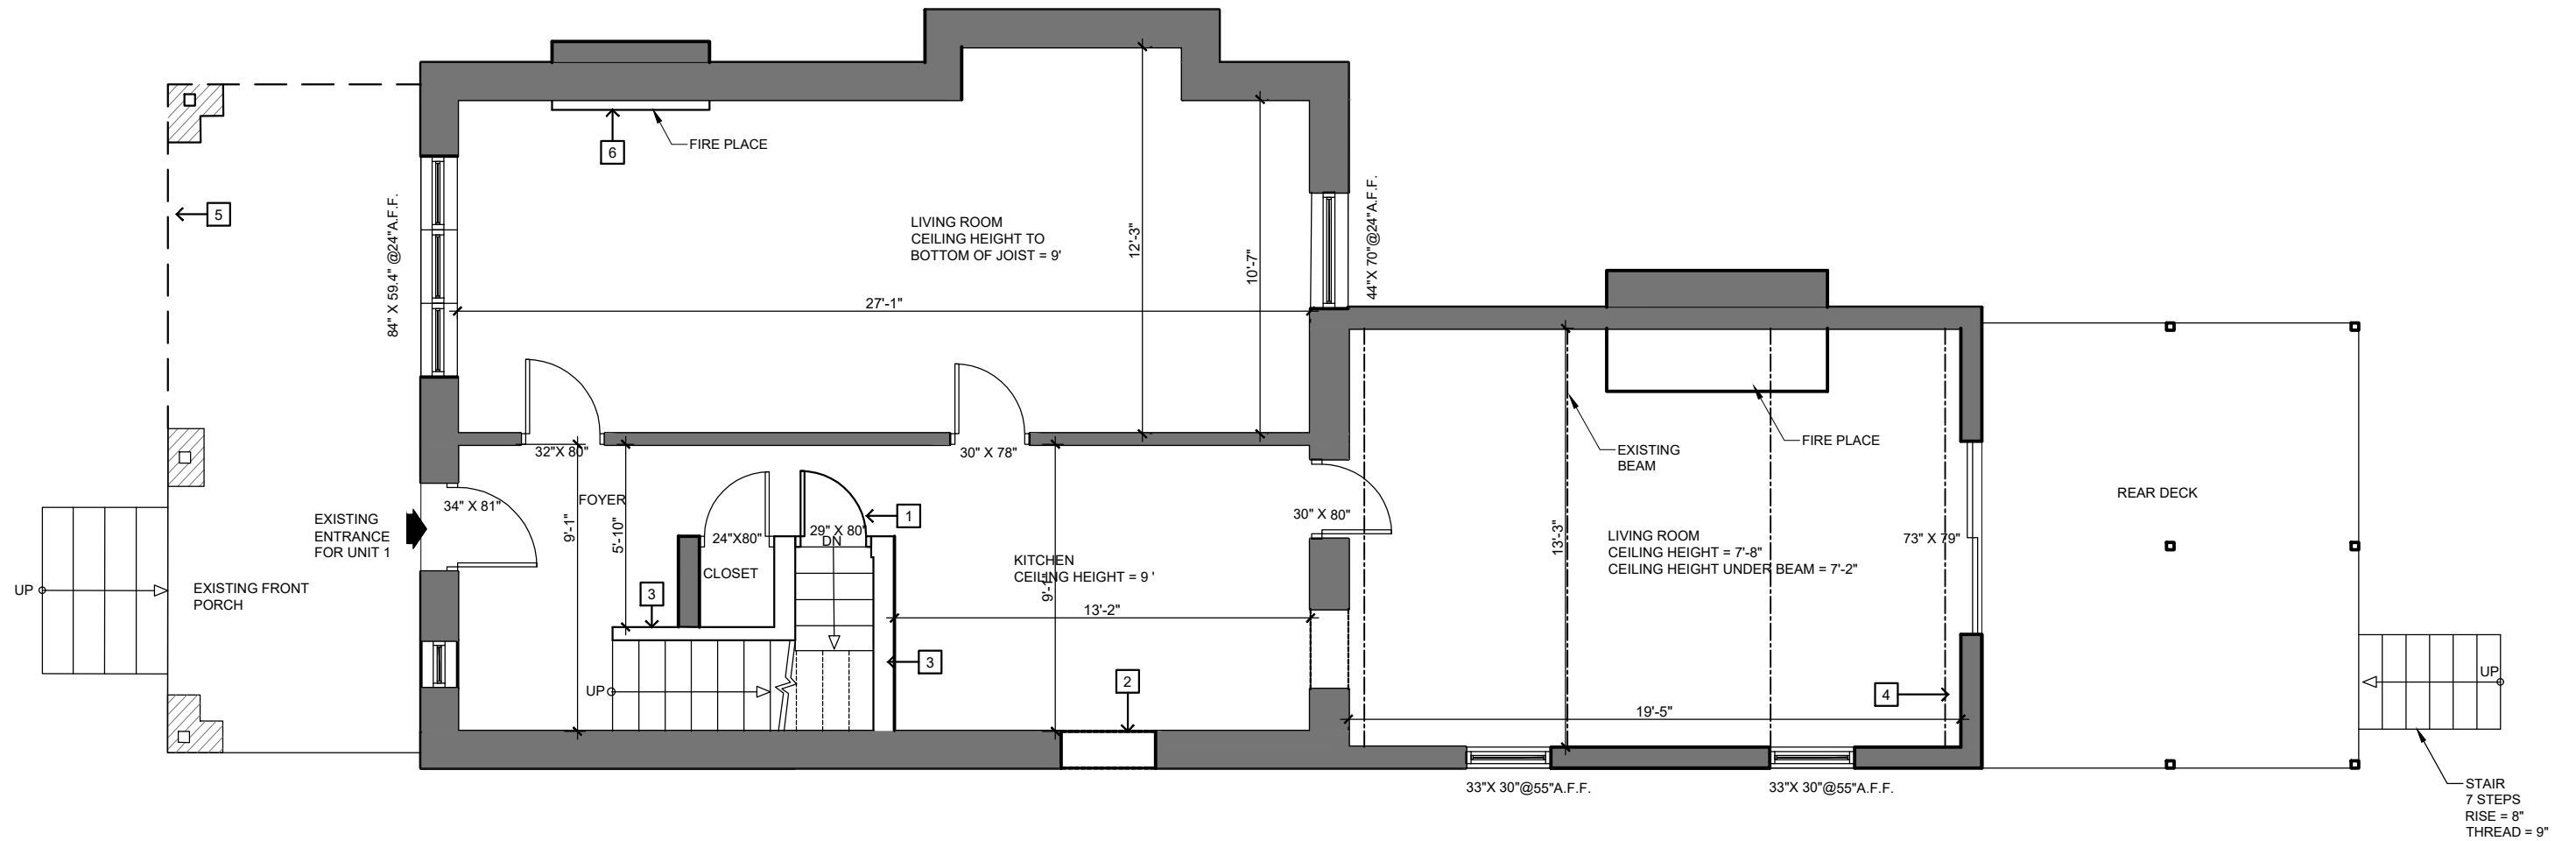 6
FIRE PLACE
5
84" X 59.4" @24"A.F.F.
LIVING ROOM
CEILING HEIGHT TO
BOTTOM OF JOIST = 9'
12'-3"
10'-7"
44"X 70"@24"A.F.F.
27'-1"
32"X 80"
30" X 78"
EXISTING
BEAM
FIRE PLACE
34" X 81"
FOYER
9'-1"
5'-10"
24"X80"
29" X 80"
DN
1
30" X 80"
REAR DECK
EXISTING
ENTRANCE
FOR UNIT 1
CLOSET
KITCHEN
CEILING HEIGHT = 9 '
9'-1"
13'-3"
LIVING ROOM
CEILING HEIGHT = 7'-8"
CEILING HEIGHT UNDER BEAM = 7'-2"
73" X 79"
UP
EXISTING FRONT
PORCH
3
13'-2"
3
UP
2
4
19'-5"
UP
33"X 30"@55"A.F.F.
33"X 30"@55"A.F.F.
STAIR
7 STEPS
RISE = 8"
THREAD = 9"